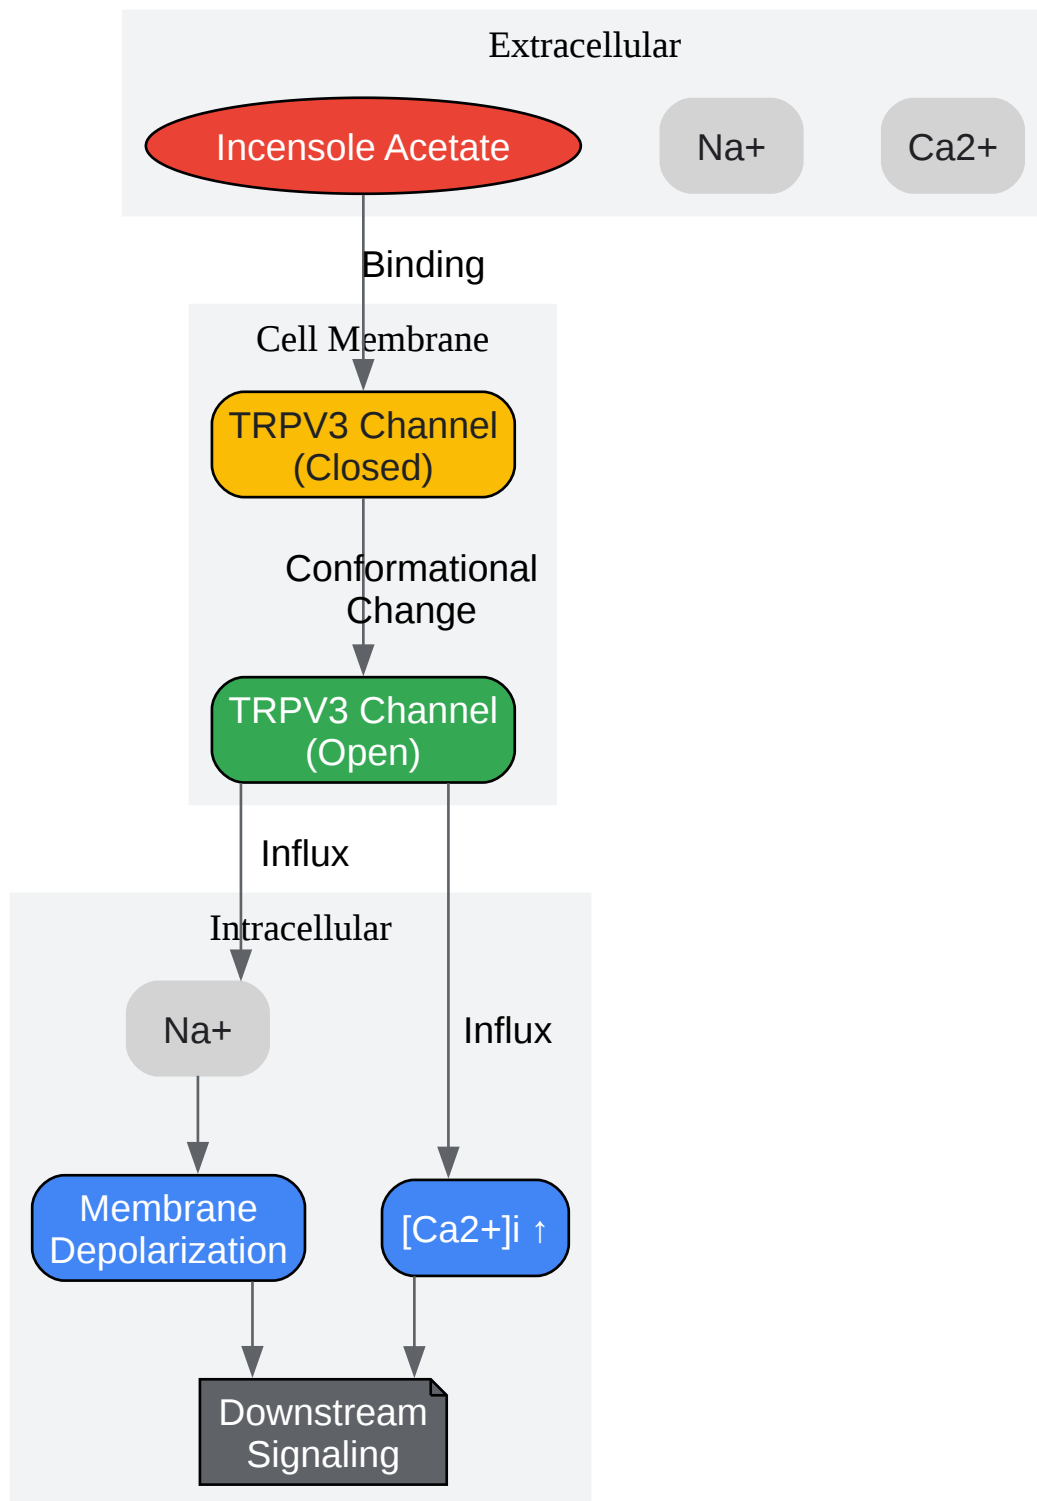 Extracellular
Incensole Acetate
Na+
Ca2+
Binding
Cell Membrane
TRPV3 Channel
(Closed)
Conformational
Change
TRPV3 Channel
(Open)
Influx
Intracellular
Na+
Influx
Membrane
Depolarization
[Ca2+]i ↑
Downstream
Signaling